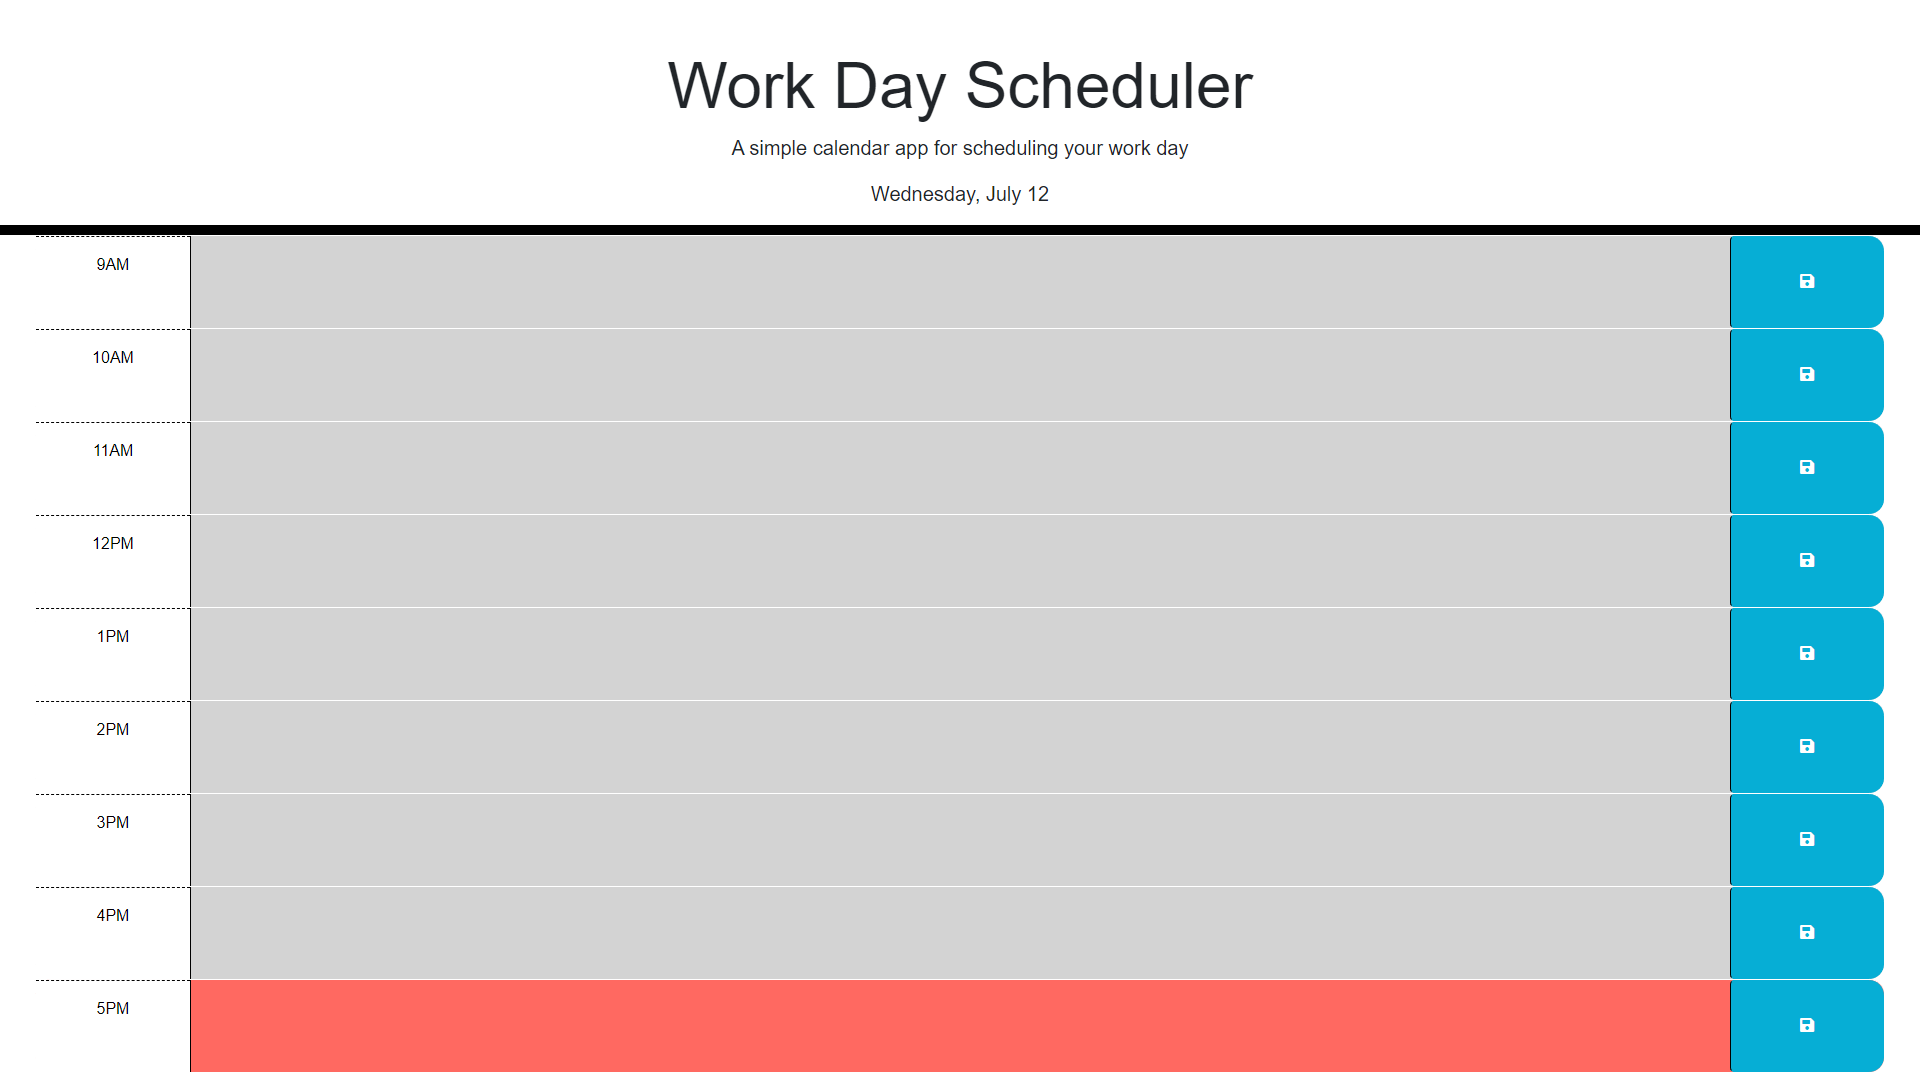 Work Day Scheduler
A simple calendar app for scheduling your work day
Wednesday, July 12
9AM
10AM
11AM
12PM
1PM
2PM
3PM
4PM
5PM